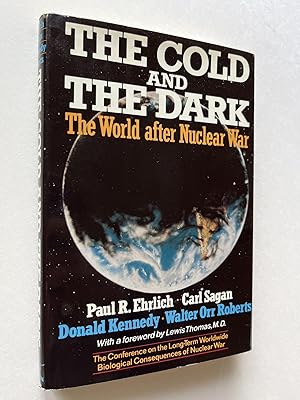 THE COLD
AND
THE DARK
The World after Nuclear War
Paul R. Ehrlich · Carl Sagan
Donald Kennedy · Walter Orr Roberts
With a foreword by Lewis Thomas, M.D.
The Conference on the Long-Term Worldwide
Biological Consequences of Nuclear War